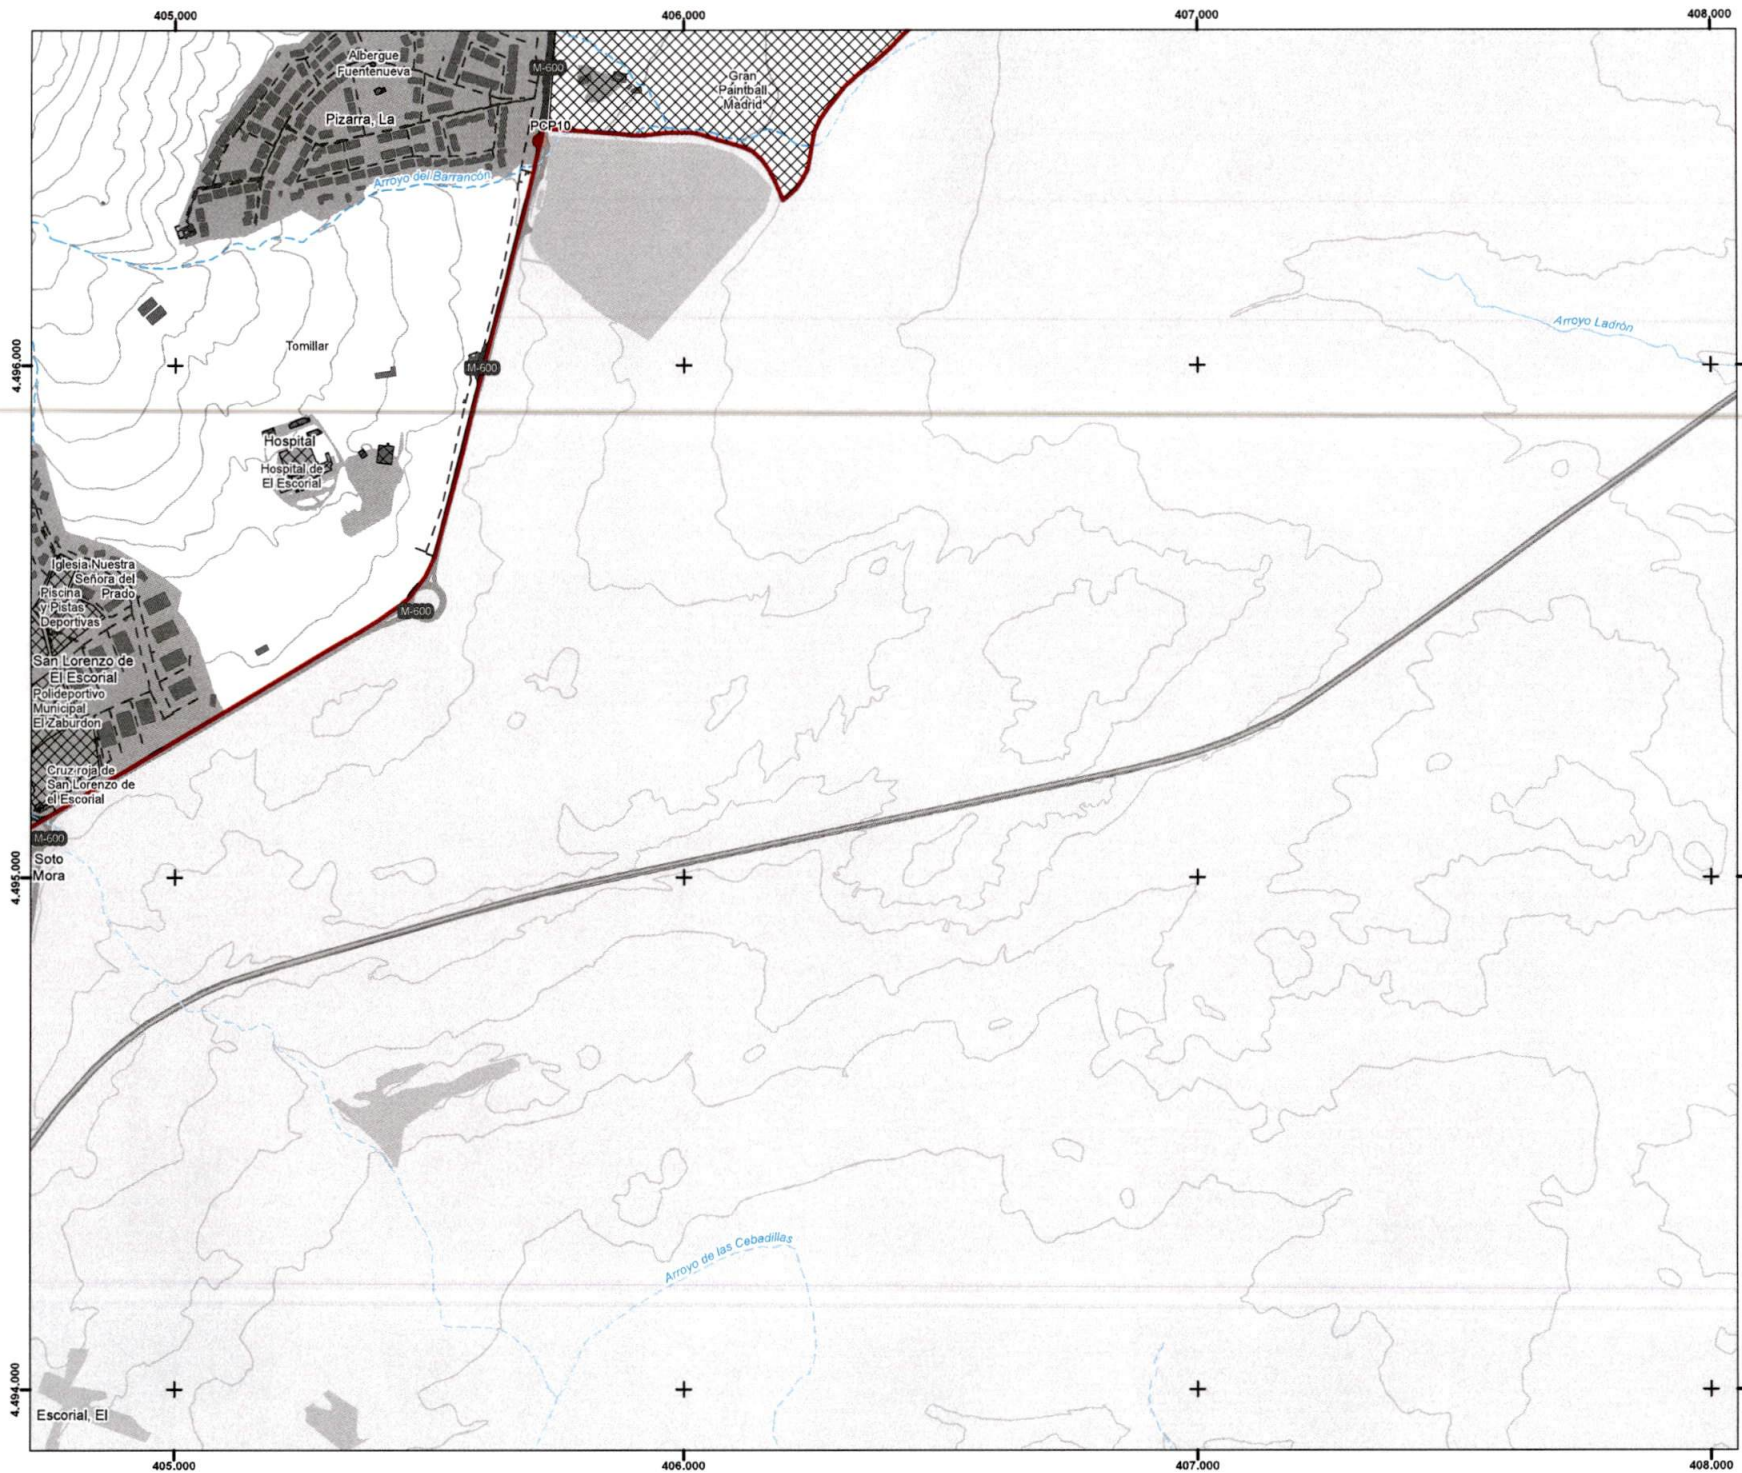 405.000
406.000
407.000
408.000
Albergue
Fuentenueva
M-600
Gran
Paintball
Madrid
Pizarra, La
PCP10
Arroyo del Barrancón
Arroyo Ladrón
Tomillar
4.496.000
M-600
Hospital
Hospital de
El Escorial
Iglesia Nuestra
Señora del
Prado
Piscina
y Pistas
Deportivas
M-600
San Lorenzo de
El Escorial
Polideportivo
Municipal
El Zaburdon
Cruz roja de
San Lorenzo de
el Escorial
M-600
Soto
Mora
4.495.000
Arroyo de las Cebadillas
4.494.000
Escorial, El
405.000
406.000
407.000
408.000